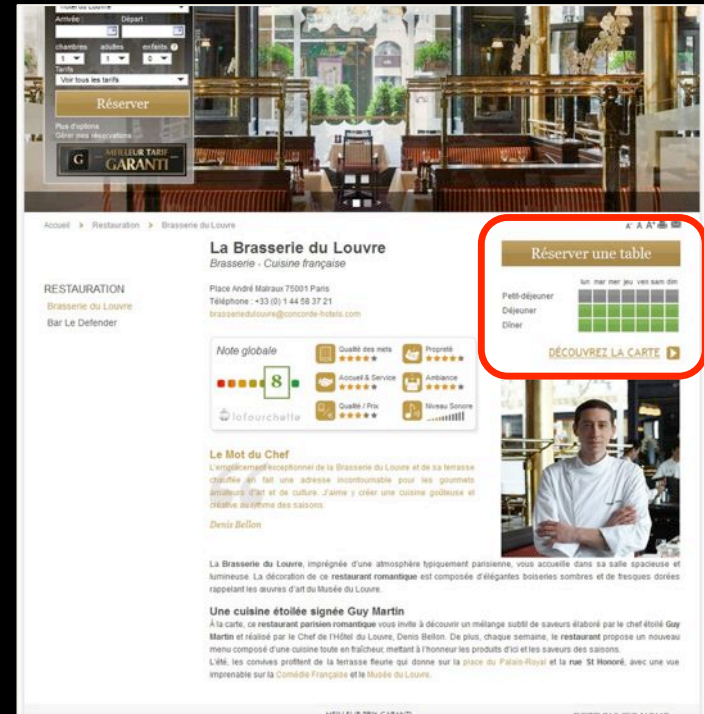 Hotel du Louvre
Arrivée Départ
chambres adultes enfants ?
1 1 0
Tarifs
Voir tous les tarifs
Réserver
Plus d'options
Gérer mes réservations
G MEILLEUR TARIF
GARANTI
Accueil > Restauration > Brasserie du Louvre
A- A A+
La Brasserie du Louvre
Brasserie - Cuisine française
RESTAURATION
Brasserie du Louvre
Bar Le Defender
Place André Malraux 75001 Paris
Téléphone : +33 (0) 1 44 58 37 21
brasseriedulouvre@concorde-hotels.com
Réserver une table
lun mar mer jeu ven sam dim
Petit-déjeuner
Déjeuner
Dîner
DÉCOUVREZ LA CARTE
Note globale
8
lafourchette
Qualité des mets
Propreté
Accueil & Service
Ambiance
Qualité / Prix
Niveau Sonore
Le Mot du Chef
L'emplacement exceptionnel de la Brasserie du Louvre et de sa terrasse
chauffée en fait une adresse incontournable pour les gourmets
amateurs d'art et de culture. J'aime y créer une cuisine goûteuse et
créative au rythme des saisons.
Denis Bellon
La Brasserie du Louvre, imprégnée d'une atmosphère typiquement parisienne, vous accueille dans sa salle spacieuse et
lumineuse. La décoration de ce restaurant romantique est composée d'élégantes boiseries sombres et de fresques dorées
rappelant les œuvres d'art du Musée du Louvre.
Une cuisine étoilée signée Guy Martin
À la carte, ce restaurant parisien romantique vous invite à découvrir un mélange subtil de saveurs élaboré par le chef étoilé Guy
Martin et réalisé par le Chef de l'Hôtel du Louvre, Denis Bellon. De plus, chaque semaine, le restaurant propose un nouveau
menu composé d'une cuisine toute en fraîcheur, mettant à l'honneur les produits d'ici et les saveurs des saisons.
L'été, les convives profitent de la terrasse fleurie qui donne sur la place du Palais-Royal et la rue St Honoré, avec une vue
imprenable sur la Comédie Française et le Musée du Louvre.